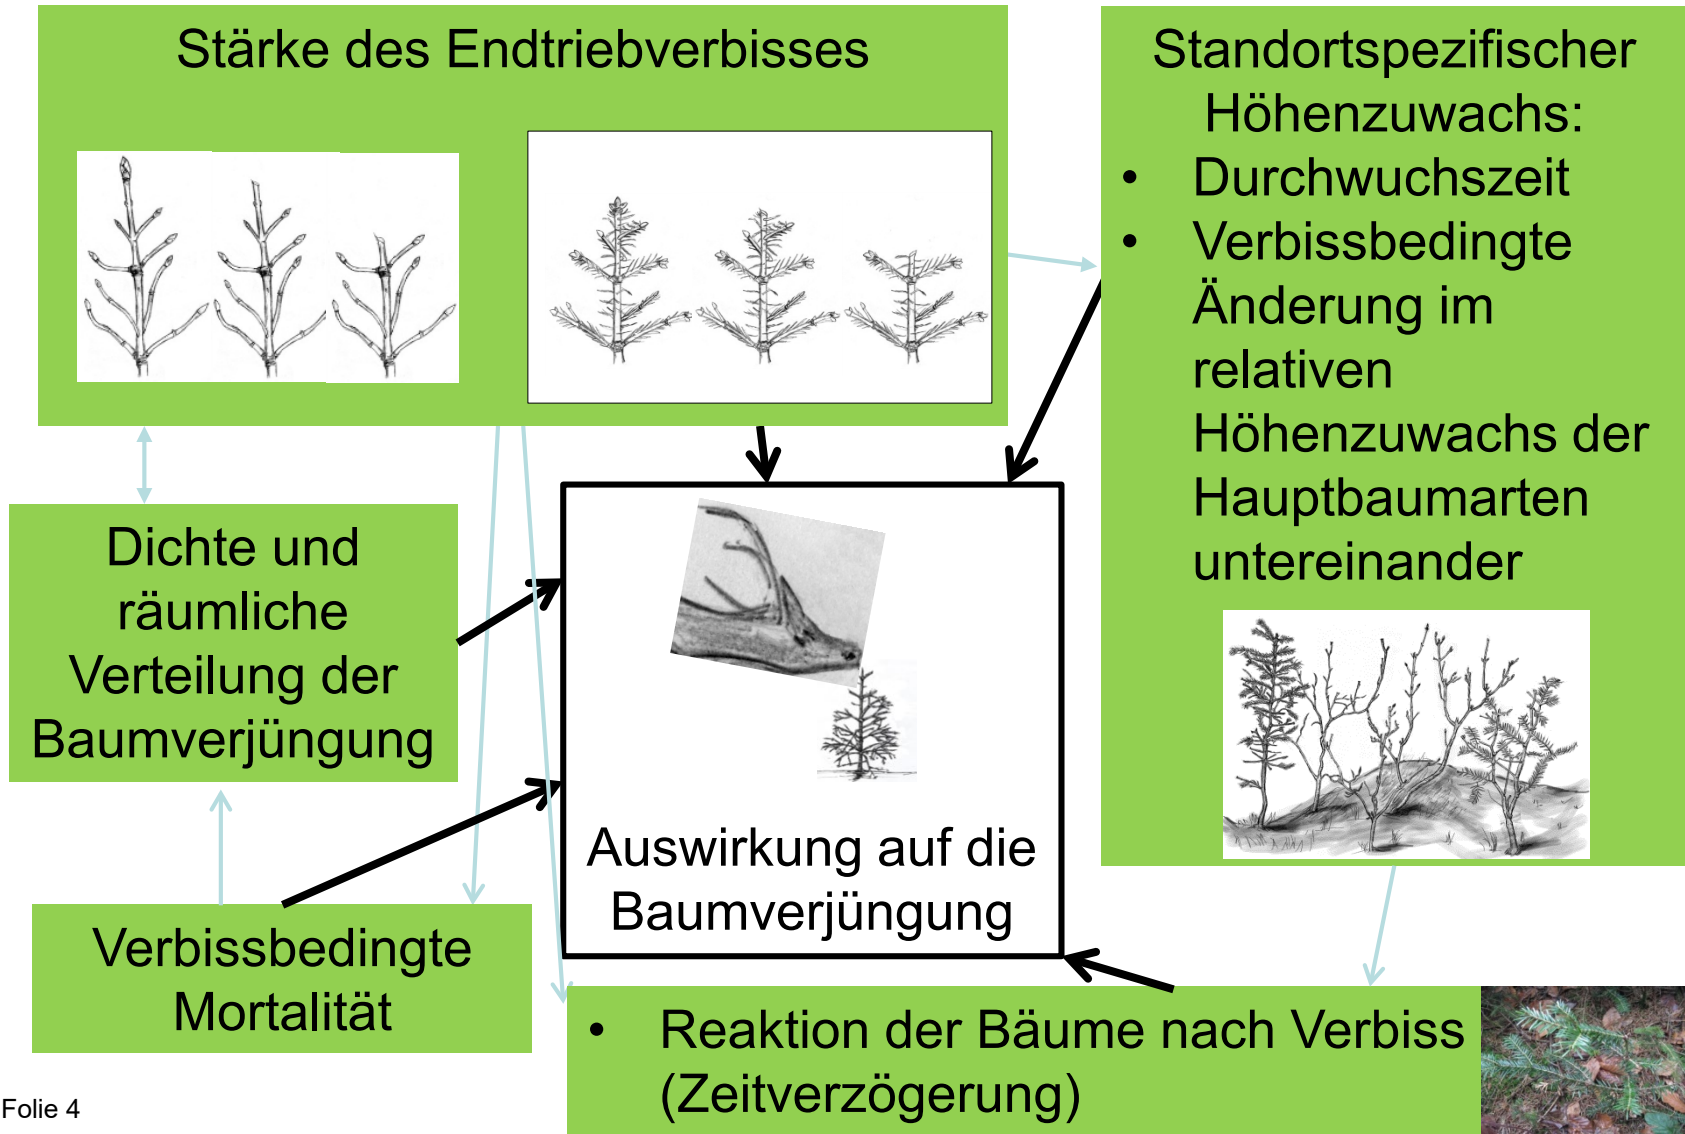 Stärke des Endtriebverbisses
Standortspezifischer
Höhenzuwachs:
• Durchwuchszeit
• Verbissbedingte
Änderung im
relativen
Höhenzuwachs der
Hauptbaumarten
untereinander
Dichte und
räumliche
Verteilung der
Baumverjüngung
Auswirkung auf die
Baumverjüngung
Verbissbedingte
Mortalität
• Reaktion der Bäume nach Verbiss
(Zeitverzögerung)
Folie 4